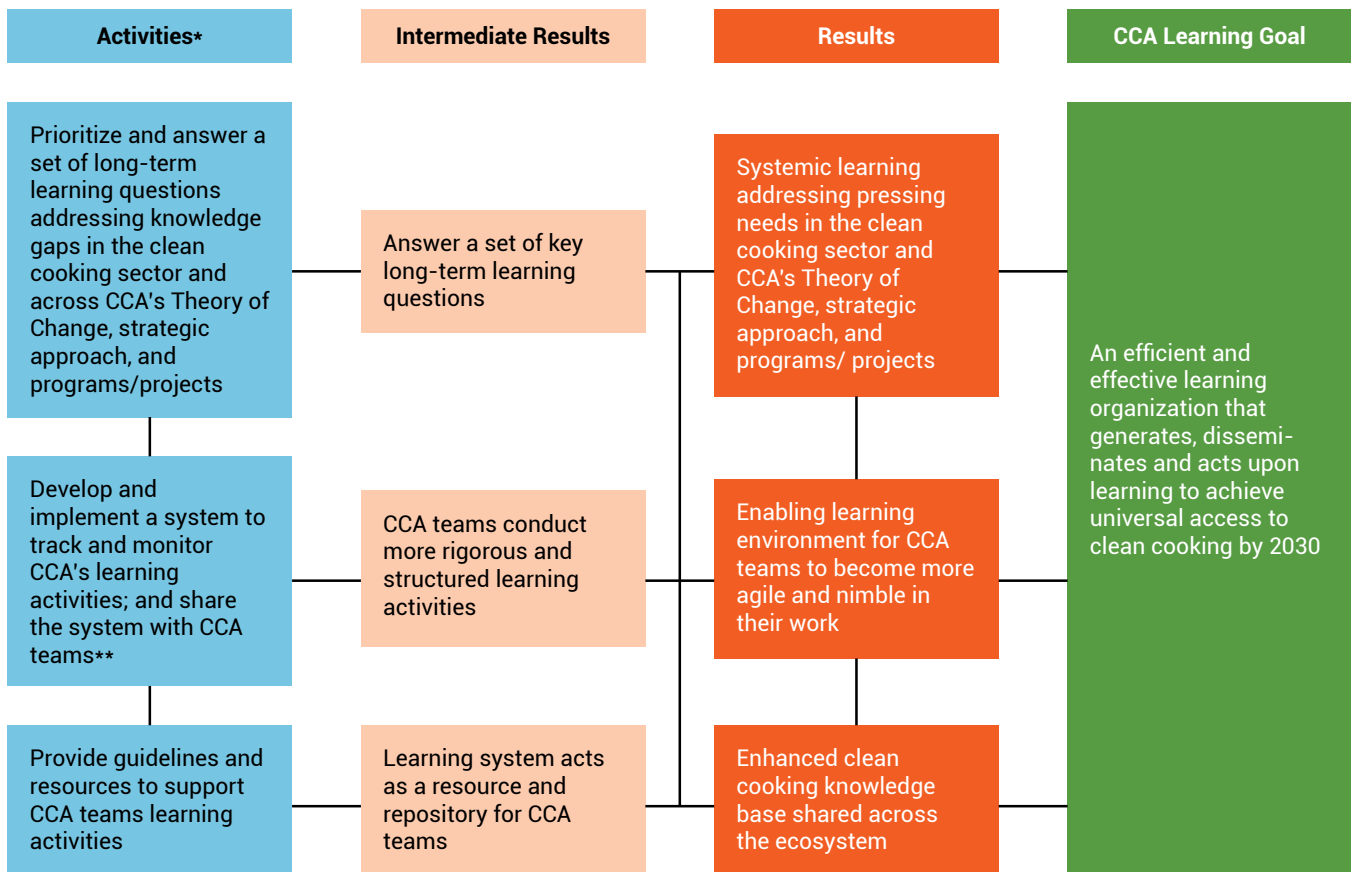 Activities*
Intermediate Results
Results
CCA Learning Goal
Prioritize and answer a
set of long-term
learning questions
addressing knowledge
gaps in the clean
cooking sector and
across CCA's Theory of
Change, strategic
approach, and
programs/projects
Answer a set of key
long-term learning
questions
Systemic learning
addressing pressing
needs in the clean
cooking sector and
CCA's Theory of
Change, strategic
approach, and
programs/ projects
Develop and
implement a system to
track and monitor
CCA's learning
activities; and share
the system with CCA
teams**
CCA teams conduct
more rigorous and
structured learning
activities
Enabling learning
environment for CCA
teams to become more
agile and nimble in
their work
Provide guidelines and
resources to support
CCA teams learning
activities
Learning system acts
as a resource and
repository for CCA
teams
Enhanced clean
cooking knowledge
base shared across
the ecosystem
An efficient and
effective learning
organization that
generates, dissemi-
nates and acts upon
learning to achieve
universal access to
clean cooking by 2030